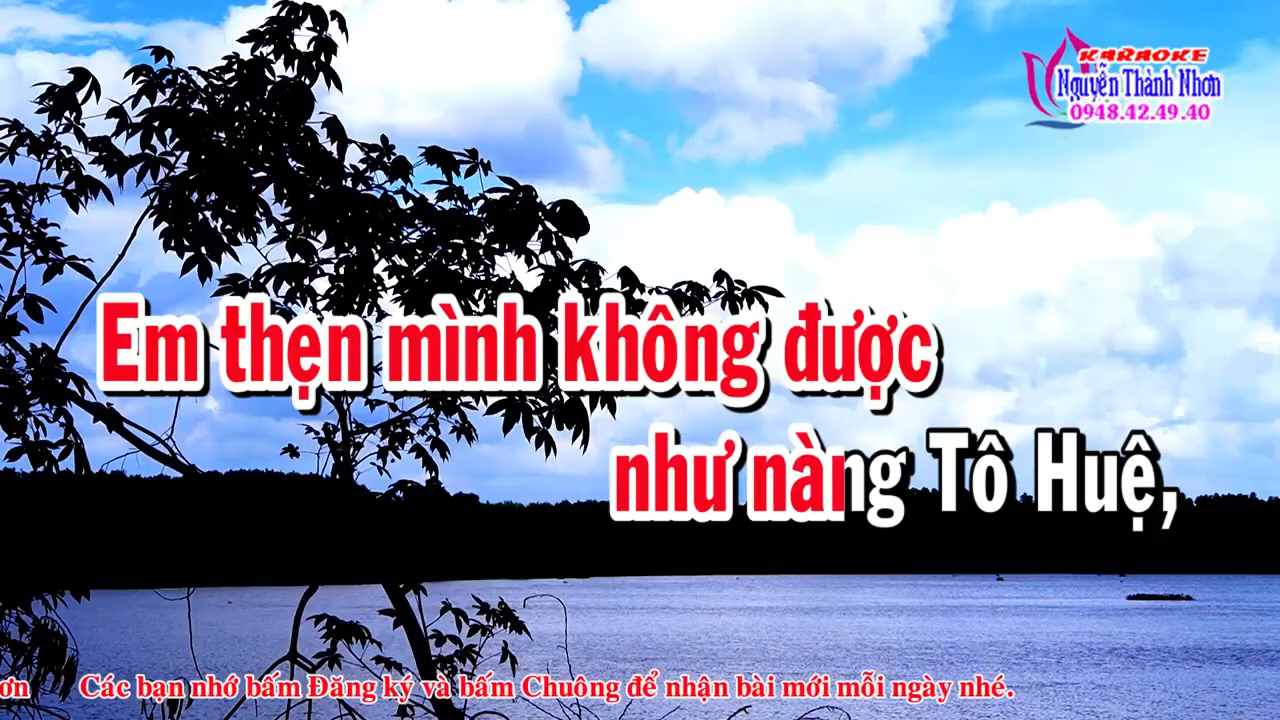 KARAOKE
Nguyễn Thành Nhơn
0948.42.49.40
Em thẹn mình không được
như nàng Tô Huệ,
ơn Các bạn nhớ bấm Đăng ký và bấm Chuông để nhận bài mới mỗi ngày nhé.